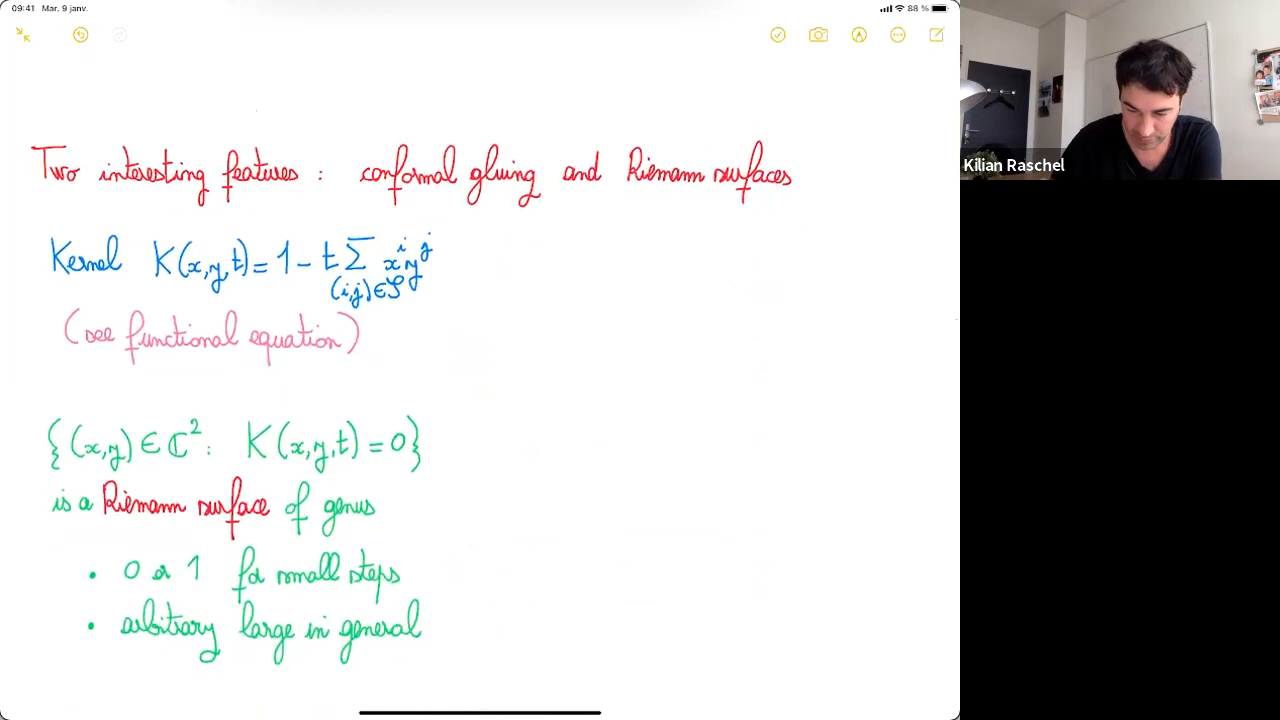 09:41 Mar. 9 janv.
88 %
Two interesting features : conformal gluing and Riemann surfaces
Kernel K(x,y,t) = 1 - t Σ x^i y^j
(i,j)∈𝒮
(see functional equation)
{(x,y) ∈ ℂ² : K(x,y,t) = 0}
is a Riemann surface of genus
• 0 or 1 for small steps
• arbitrary large in general
Kilian Raschel